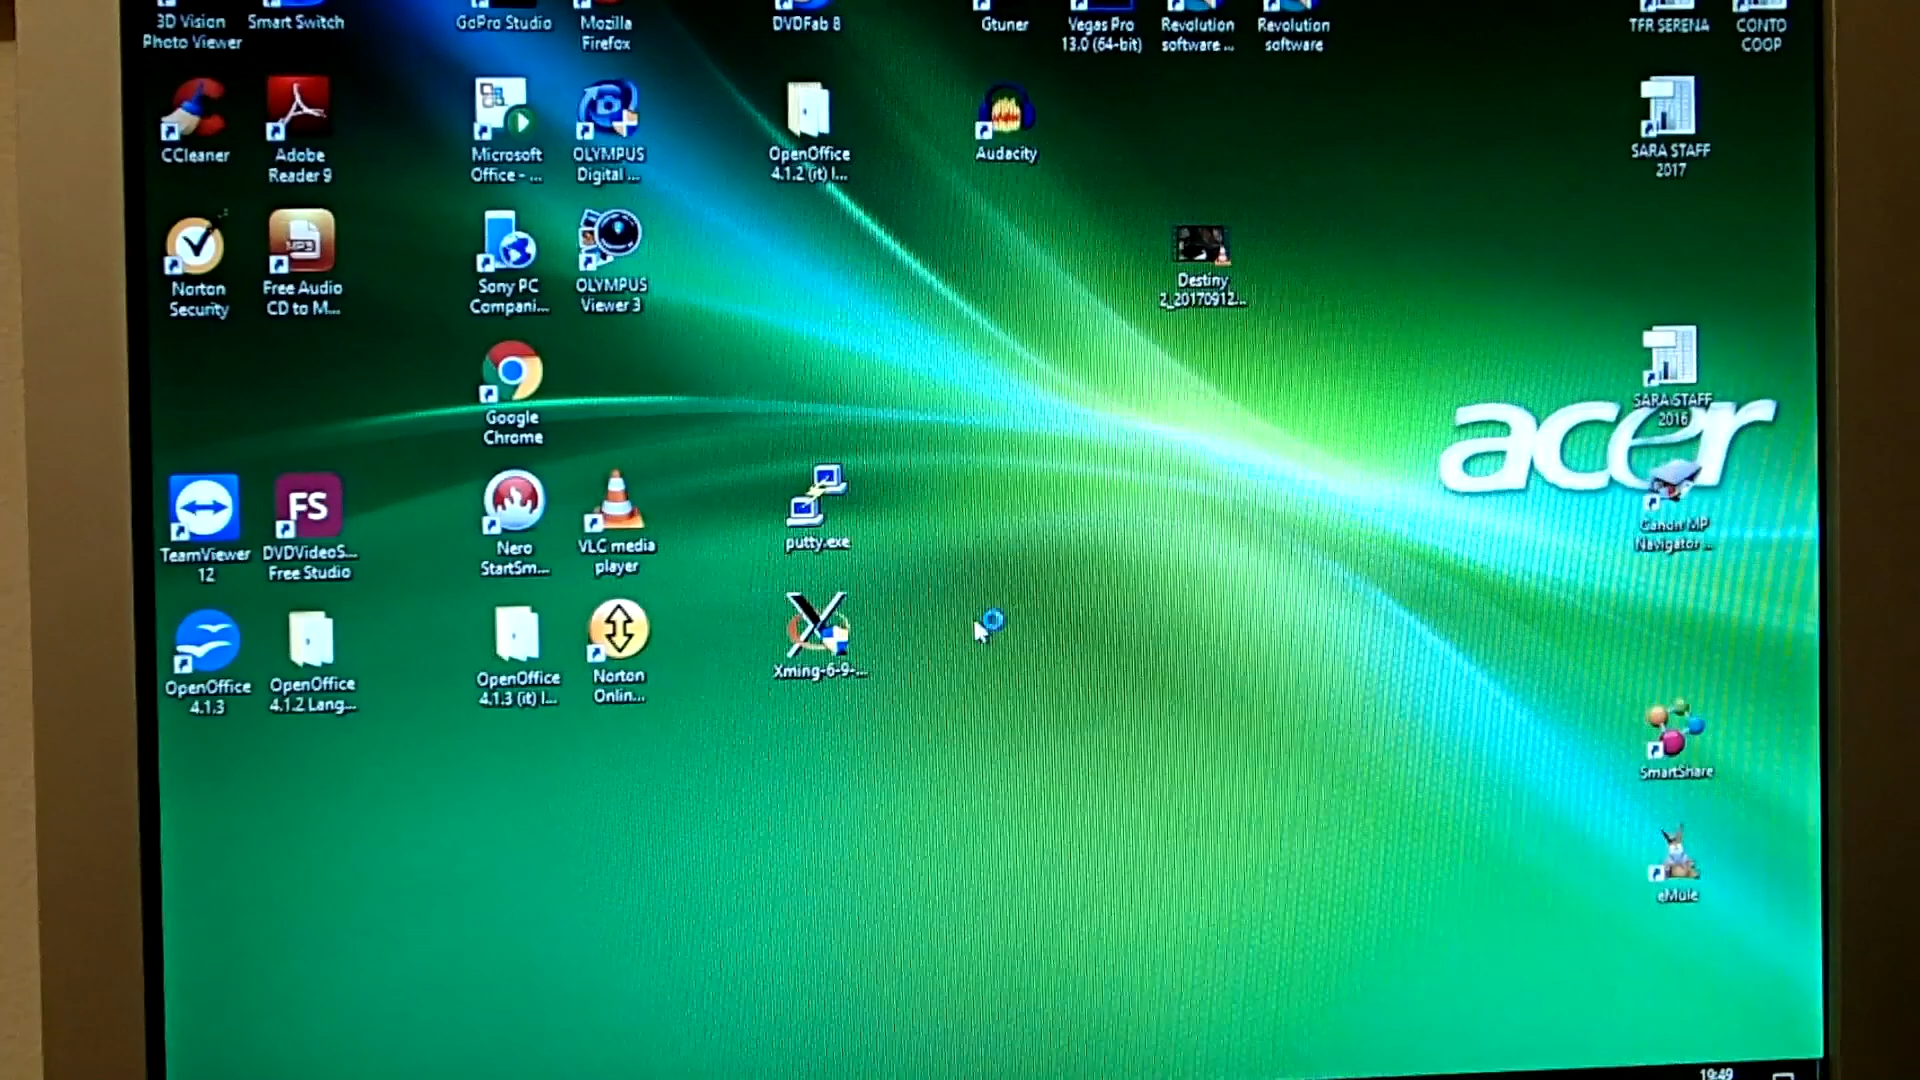 3D Vision
Photo Viewer
Smart Switch
GoPro Studio
Mozilla
Firefox
DVDFab 8
Gtuner
Vegas Pro
13.0 (64-bit)
Revolution
software ...
Revolution
software
TFR SERENA
CONTO
COOP
CCleaner
Adobe
Reader 9
Microsoft
Office - ...
OLYMPUS
Digital ...
OpenOffice
4.1.2 (it) I...
Audacity
SARA STAFF
2017
Norton
Security
MP3
Free Audio
CD to M...
Sony PC
Compani...
OLYMPUS
Viewer 3
Destiny
2_20170912...
Google
Chrome
SARA STAFF
2016
acer
TeamViewer
12
FS
DVDVideoS...
Free Studio
Nero
StartSm...
VLC media
player
putty.exe
Canon MP
Navigator ...
OpenOffice
4.1.3
OpenOffice
4.1.2 Lang...
OpenOffice
4.1.3 (it) I...
Norton
Onlin...
Xming-6-9-...
SmartShare
eMule
19:49